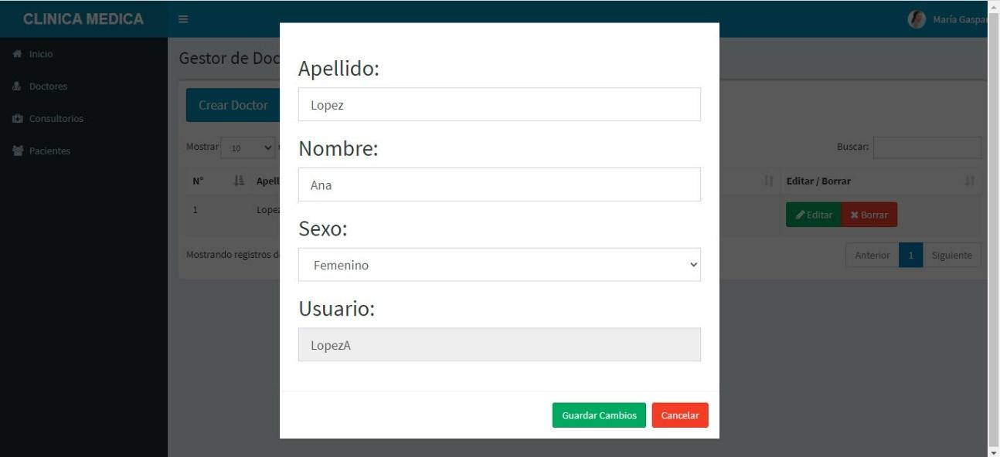 CLINICA MEDICA
María Gaspar
Inicio
Doctores
Consultorios
Pacientes
Gestor de Doc
Crear Doctor
Mostrar 10
Buscar:
N° Apell Editar / Borrar
1 Lopez Editar Borrar
Mostrando registros d
Anterior 1 Siguiente
Apellido:
Lopez
Nombre:
Ana
Sexo:
Femenino
Usuario:
LopezA
Guardar Cambios Cancelar